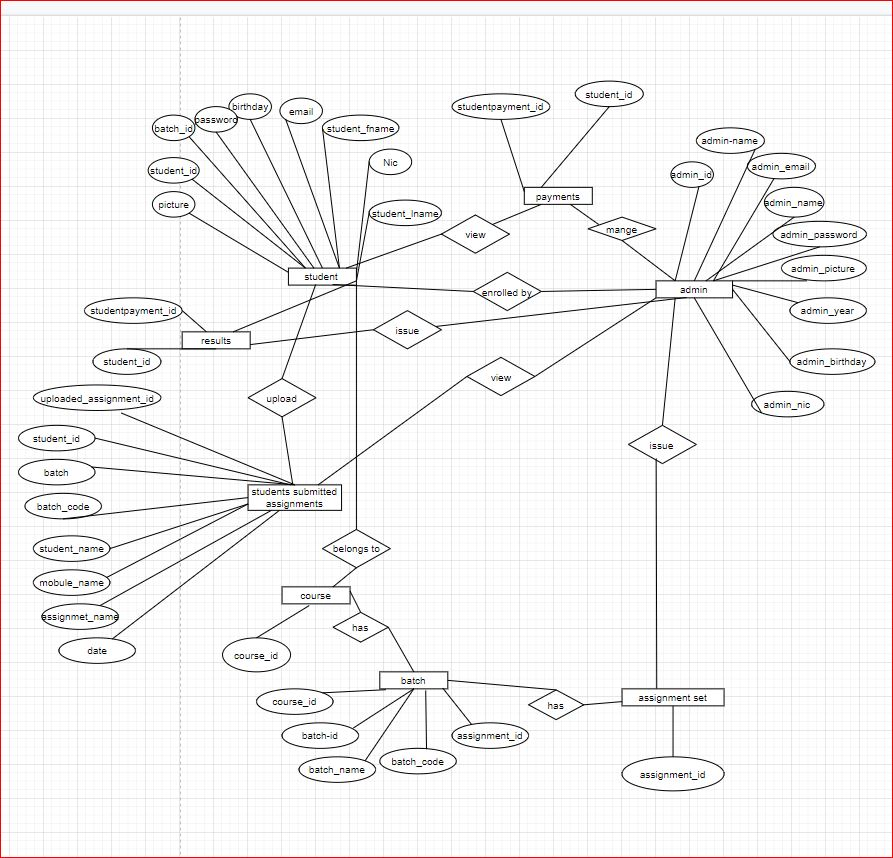 birthday
email
studentpayment_id
student_id
password
batch_id
student_fname
admin-name
Nic
student_id
admin_id
admin_email
picture
student_lname
payments
admin_name
view
mange
admin_password
student
enrolled by
admin
admin_picture
studentpayment_id
results
issue
admin_year
student_id
view
admin_birthday
uploaded_assignment_id
upload
admin_nic
student_id
issue
batch
students submitted
assignments
batch_code
student_name
belongs to
mobule_name
course
assignmet_name
has
date
course_id
batch
course_id
has
assignment set
batch-id
assignment_id
batch_name
batch_code
assignment_id